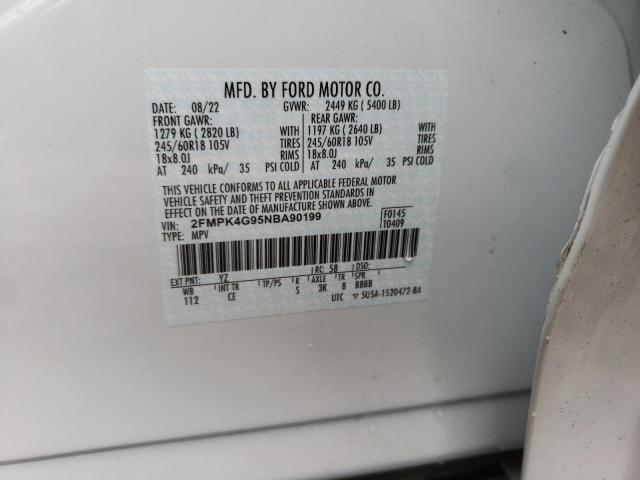 MFD. BY FORD MOTOR CO.
DATE: 08/22 GVWR: 2449 KG ( 5400 LB)
FRONT GAWR: REAR GAWR:
1279 KG ( 2820 LB) WITH 1197 KG ( 2640 LB) WITH
245/60R18 105V TIRES 245/60R18 105V TIRES
18x8.0J RIMS 18x8.0J RIMS
AT 240 kPa/ 35 PSI COLD AT 240 kPa/ 35 PSI COLD
THIS VEHICLE CONFORMS TO ALL APPLICABLE FEDERAL MOTOR
VEHICLE SAFETY AND THEFT PREVENTION STANDARDS IN
EFFECT ON THE DATE OF MANUFACTURE SHOWN ABOVE.
VIN: 2FMPK4G95NBA90199 F0145
TYPE: MPV T0409
EXT PNT: YZ RC: 58 DSO:
WB INT TR TP/PS R AXLE TR SPR
112 CE S 3K B BBBB
UTC ▽ 5U5A-1520472-BA